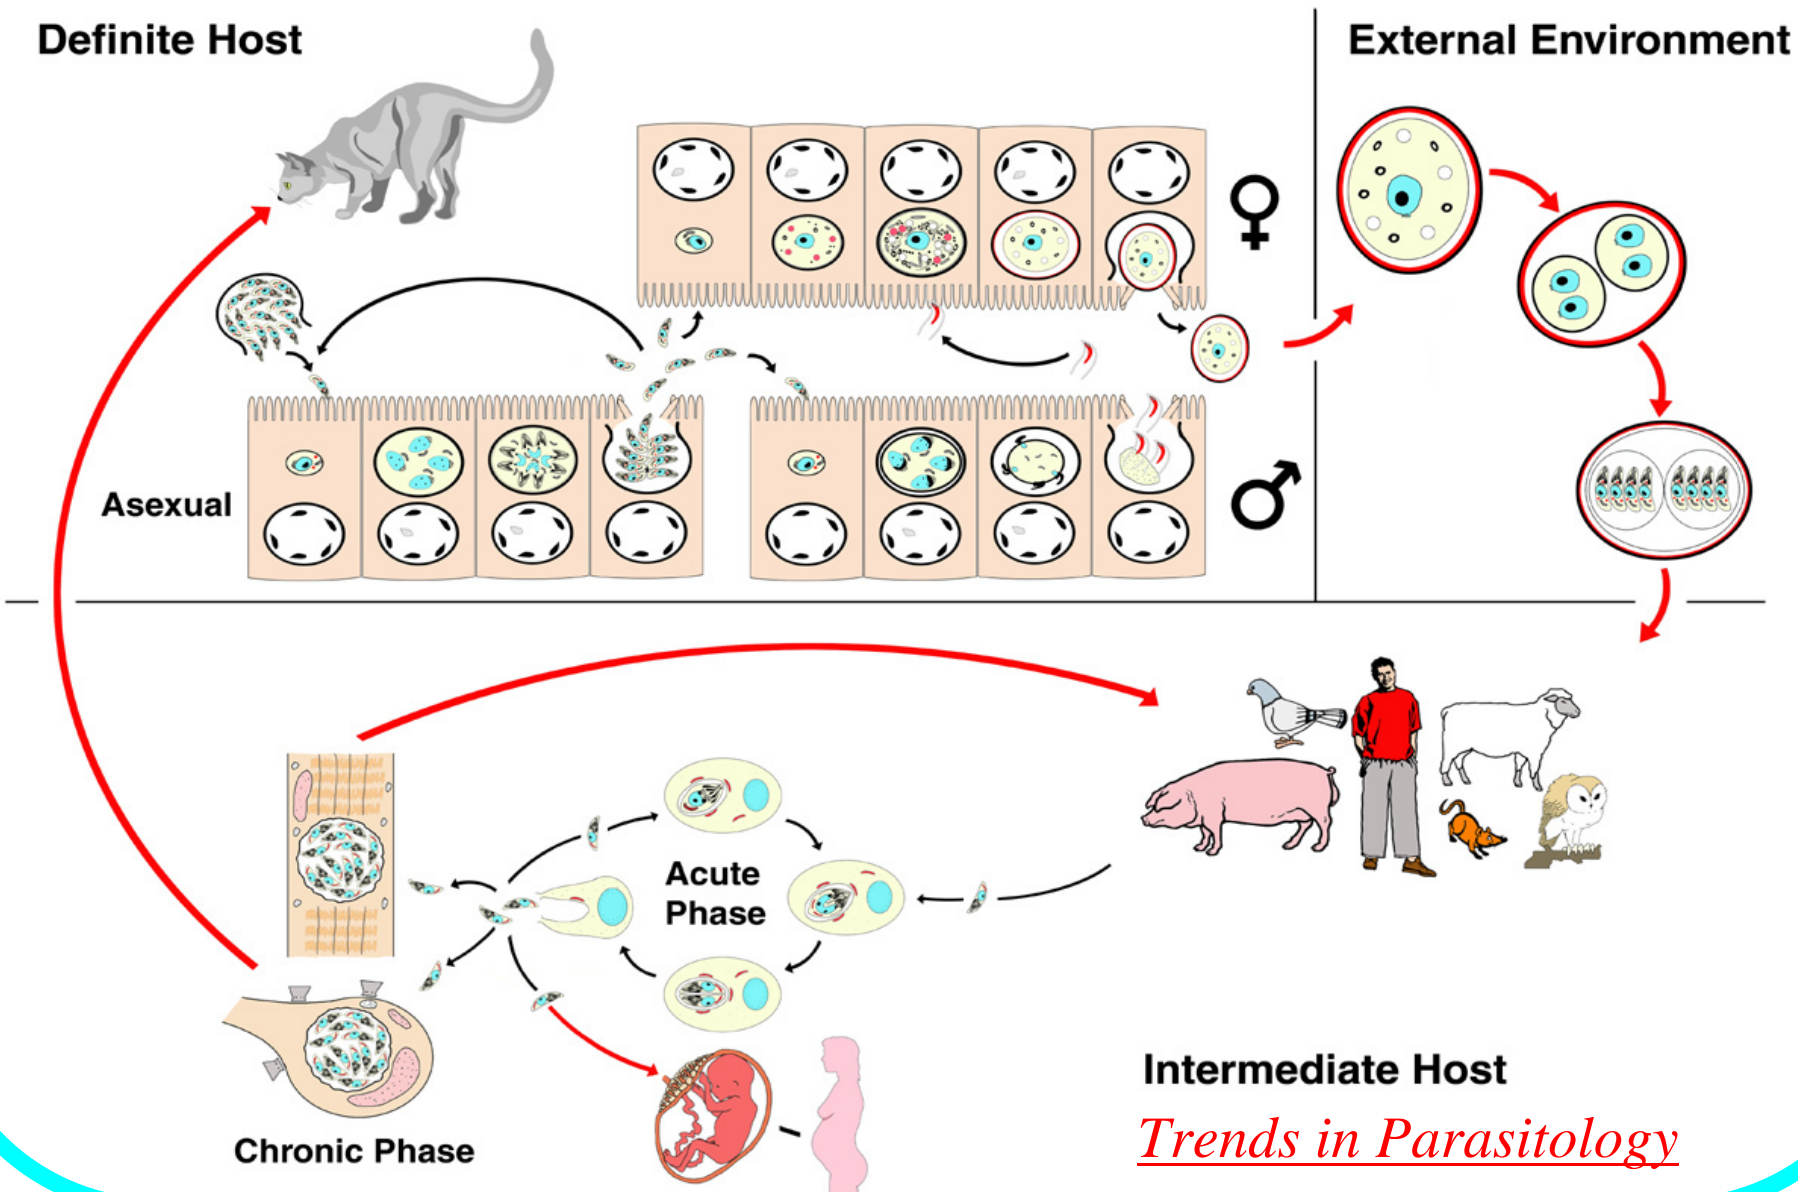 Definite Host
External Environment
Asexual
Acute
Phase
Chronic Phase
Intermediate Host
Trends in Parasitology